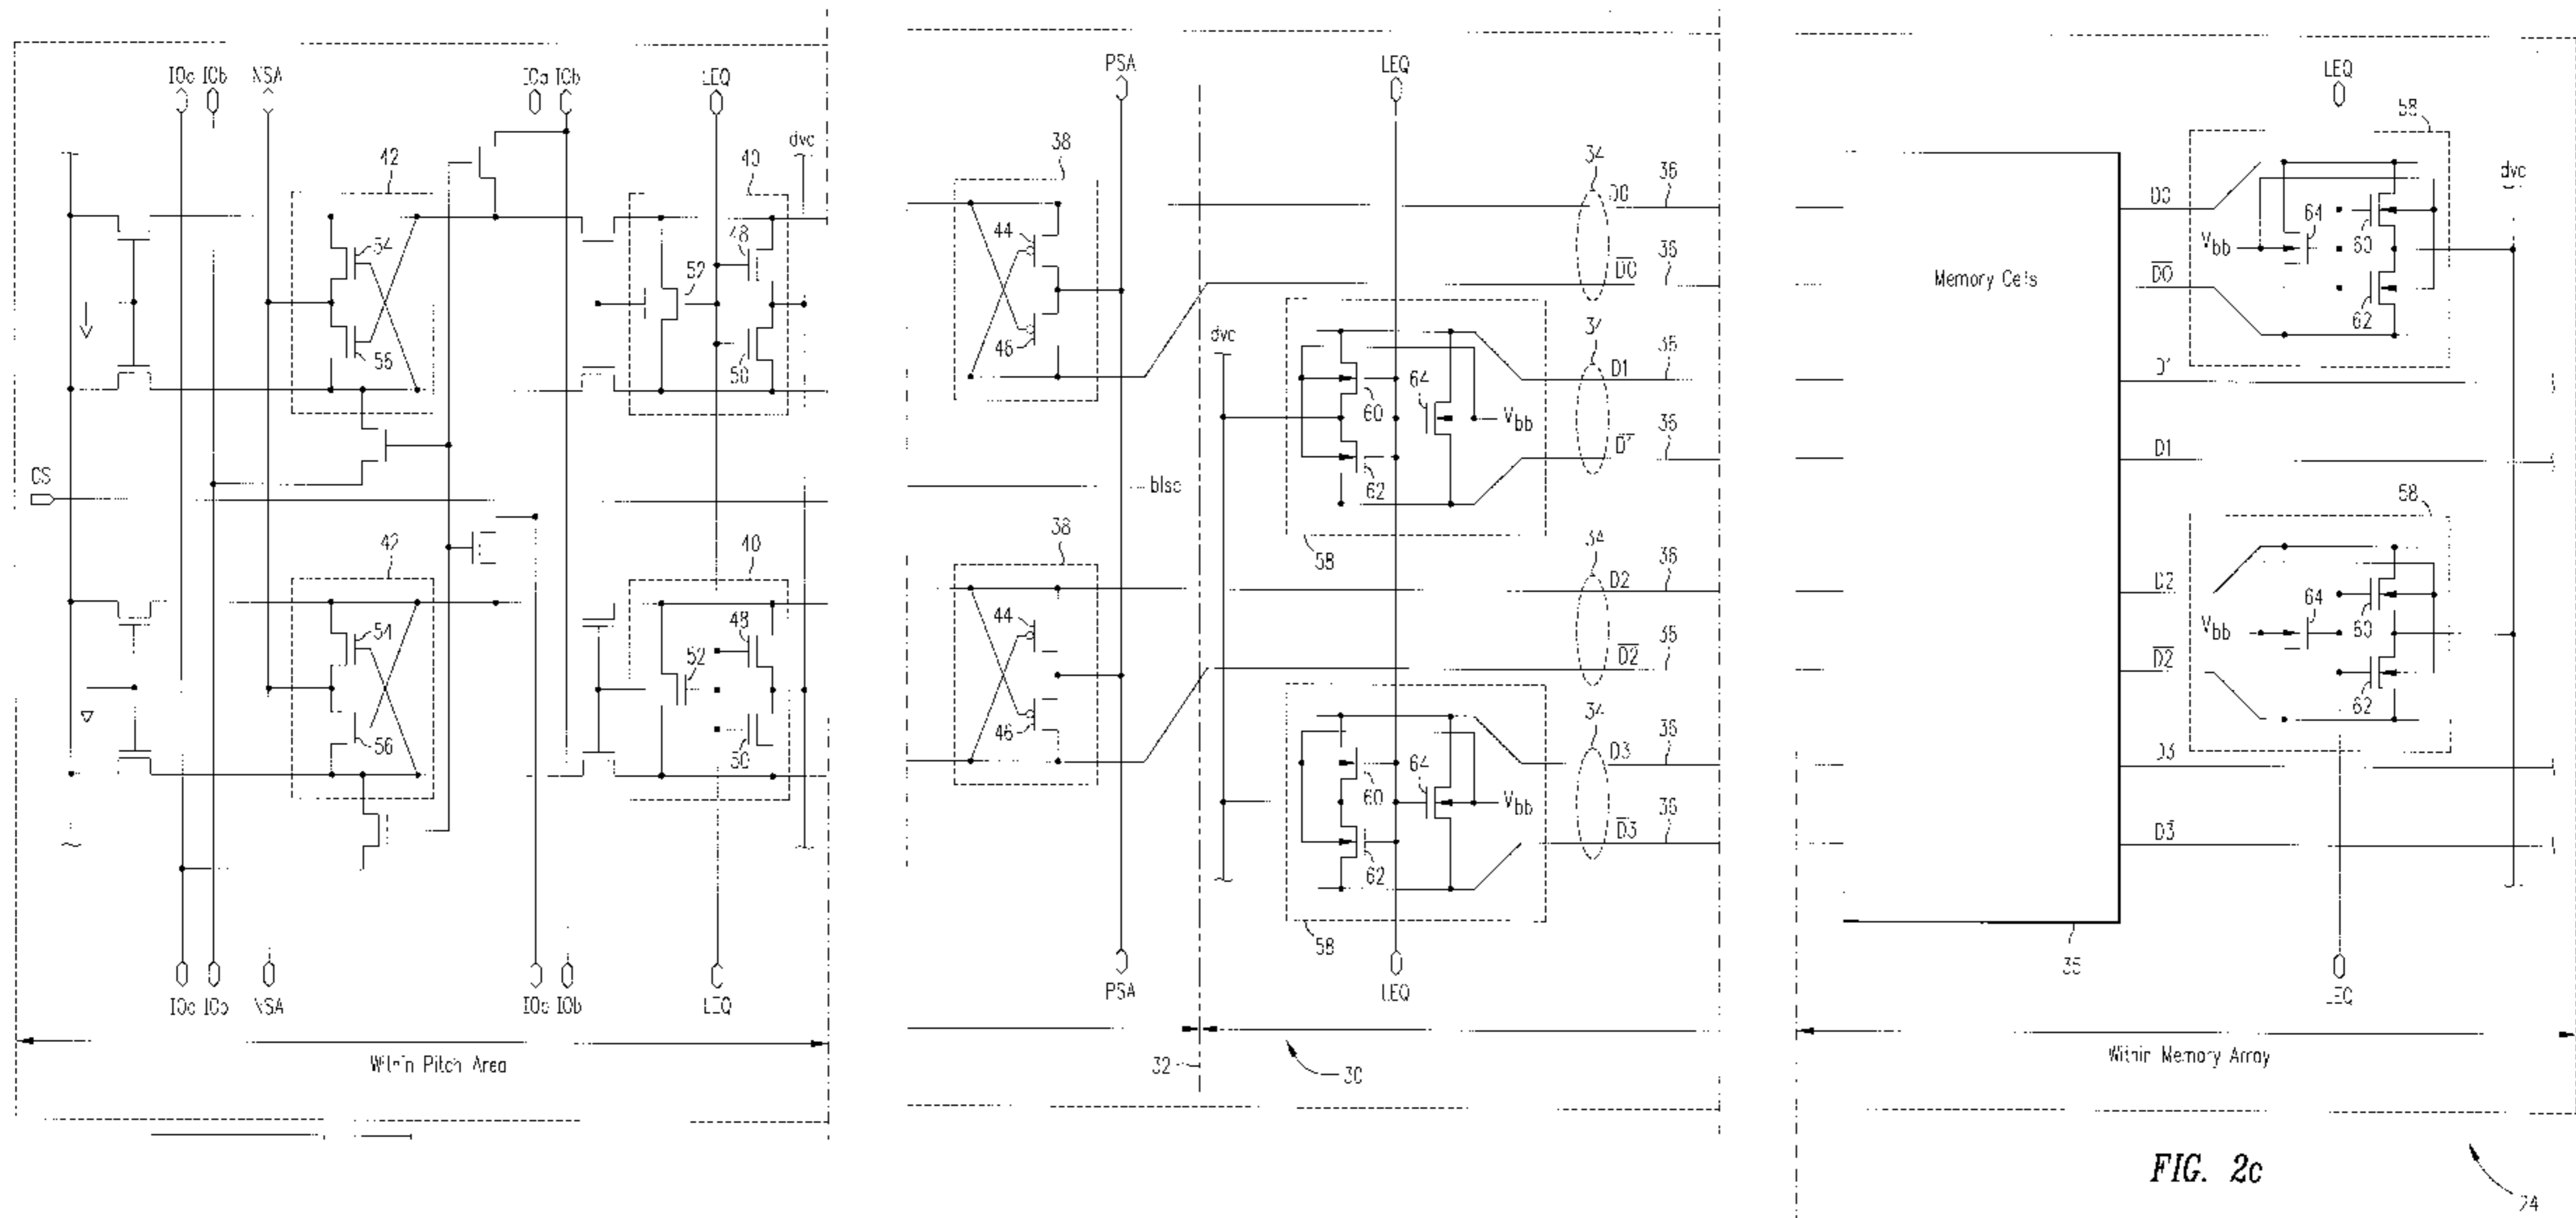 IOa IOb NSA
IOa IOb
LEQ
dvc
42
40
54
55
52
48
50
CS
42
40
54
56
52
48
50
IOa IOb NSA
IOa IOb
LEQ
Within Pitch Area
PSA
LEQ
38
44
46
34
D0
36
D0
36
dvc
34
D1
36
D1
36
60
64
Vbb
62
58
blsc
38
44
46
34
D2
36
D2
36
34
D3
36
D3
36
60
64
Vbb
62
58
PSA
LEQ
32
30
Memory Cells
35
LEQ
58
dvc
D0
D0
Vbb
64
60
62
D1
D1
58
D2
D2
Vbb
64
60
62
D3
D3
LEQ
Within Memory Array
FIG. 2c
24